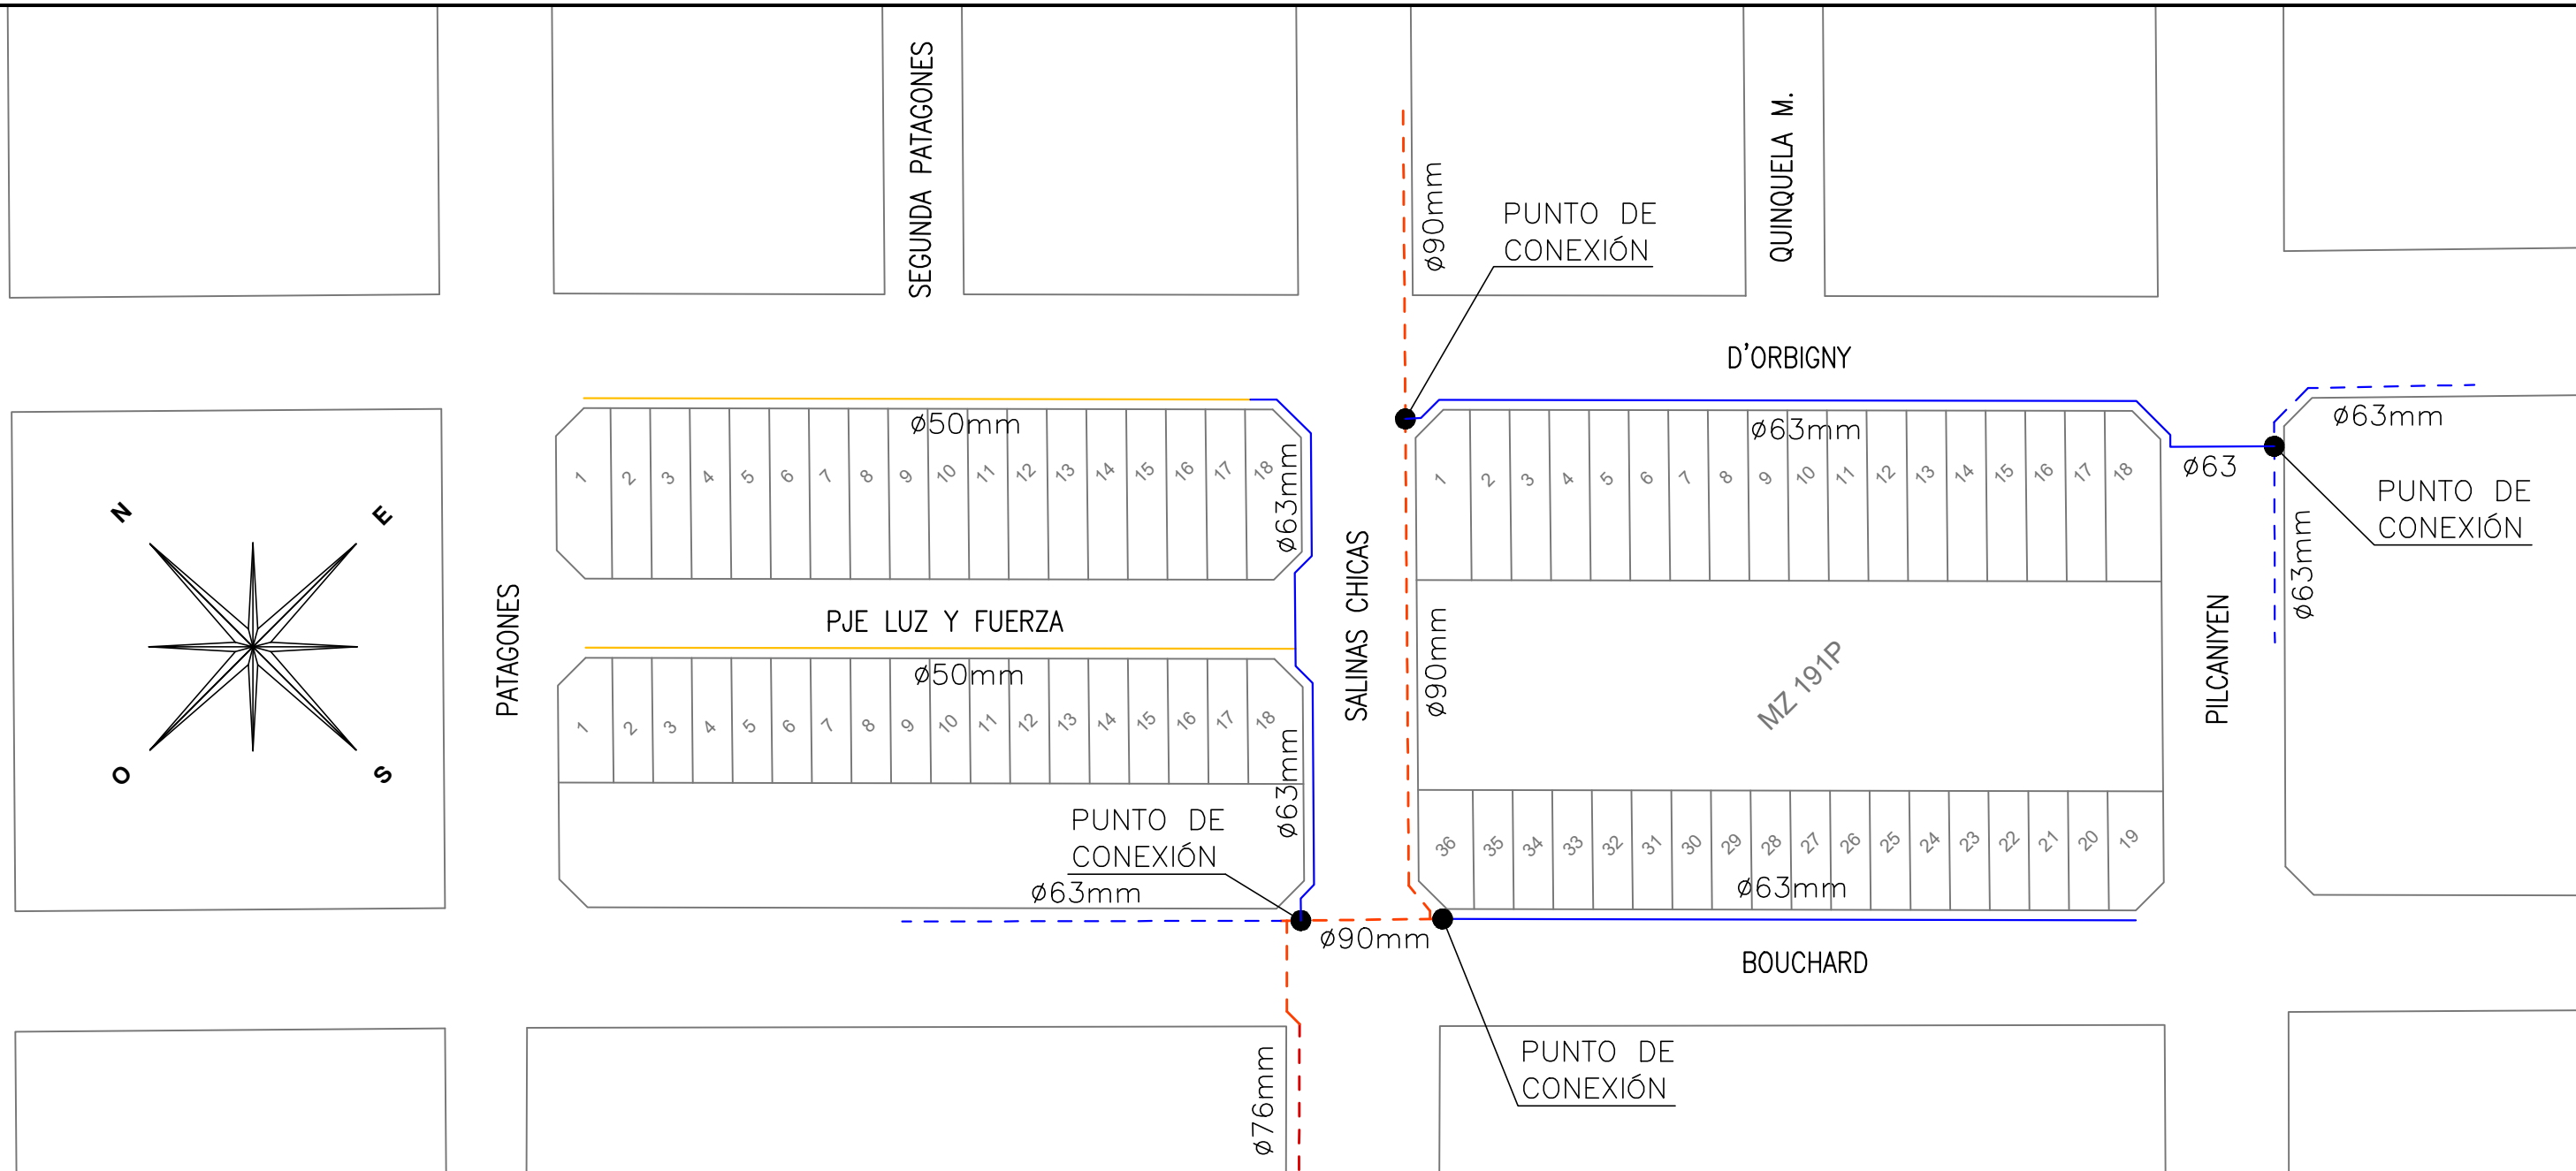 SEGUNDA PATAGONES
QUINQUELA M.
ø90mm
PUNTO DE
CONEXIÓN
D'ORBIGNY
ø50mm
ø63mm
ø63mm
1 2 3 4 5 6 7 8 9 10 11 12 13 14 15 16 17 18
ø63mm
1 2 3 4 5 6 7 8 9 10 11 12 13 14 15 16 17 18
ø63
PUNTO DE
CONEXIÓN
ø63mm
N
E
O
S
PATAGONES
PJE LUZ Y FUERZA
SALINAS CHICAS
ø90mm
MZ 191P
PILCANIYEN
ø50mm
1 2 3 4 5 6 7 8 9 10 11 12 13 14 15 16 17 18
ø63mm
PUNTO DE
CONEXIÓN
ø63mm
36 35 34 33 32 31 30 29 28 27 26 25 24 23 22 21 20 19
ø63mm
ø90mm
BOUCHARD
PUNTO DE
CONEXIÓN
ø76mm